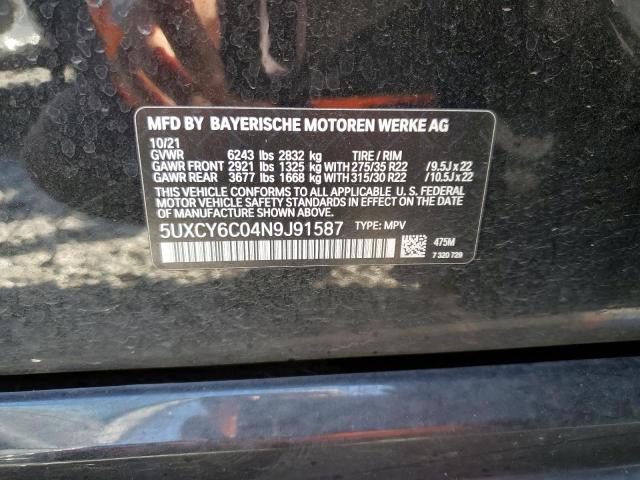 MFD BY BAYERISCHE MOTOREN WERKE AG
10/21
GVWR 6243 lbs 2832 kg TIRE / RIM
GAWR FRONT 2921 lbs 1325 kg WITH 275/35 R22 /9.5J x 22
GAWR REAR 3677 lbs 1668 kg WITH 315/30 R22 /10.5J x 22
THIS VEHICLE CONFORMS TO ALL APPLICABLE U. S. FEDERAL
MOTOR VEHICLE SAFETY STANDARDS IN EFFECT ON THE DATE
OF MANUFACTURE SHOWN ABOVE.
5UXCY6C04N9J91587 TYPE: MPV
475M
7 320 729